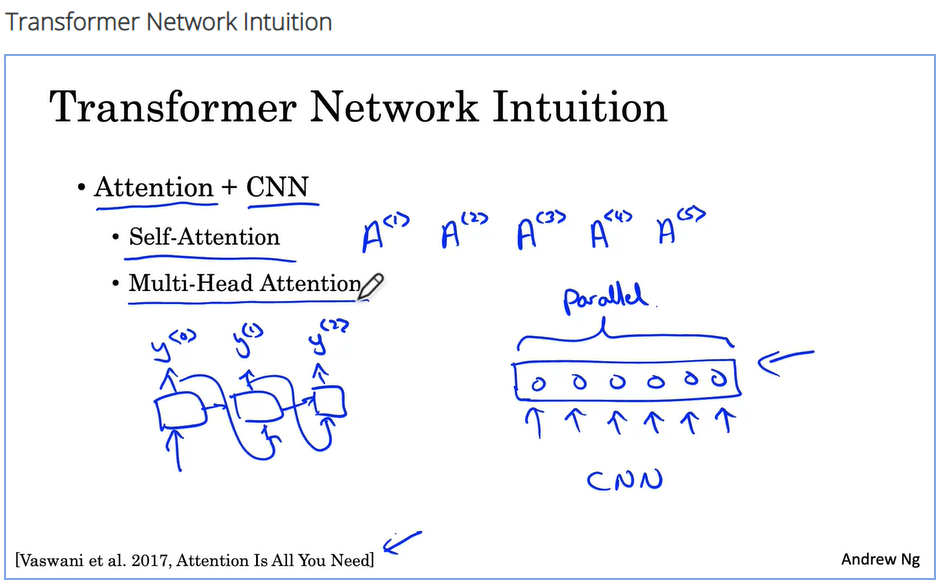 Transformer Network Intuition
Transformer Network Intuition
• Attention + CNN
• Self-Attention
A<1> A<2> A<3> A<4> A<5>
• Multi-Head Attention
Parallel
y<0> y<1> y<2>
o o o o o o
CNN
[Vaswani et al. 2017, Attention Is All You Need]
Andrew Ng